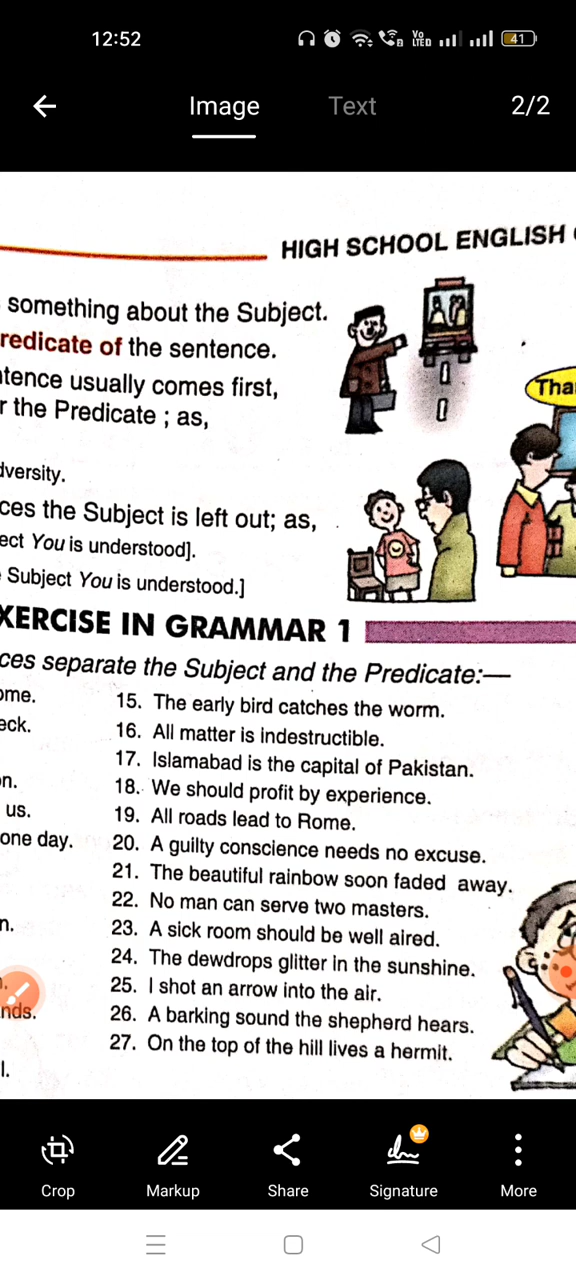 12:52
Vo
LTED
41
Image Text 2/2
HIGH SCHOOL ENGLISH
something about the Subject.
redicate of the sentence.
tence usually comes first,
r the Predicate ; as,
Tha
dversity.
ces the Subject is left out; as,
ect You is understood].
Subject You is understood.]
XERCISE IN GRAMMAR 1
ces separate the Subject and the Predicate:—
ome.
15. The early bird catches the worm.
eck.
16. All matter is indestructible.
17. Islamabad is the capital of Pakistan.
on.
18. We should profit by experience.
us.
19. All roads lead to Rome.
one day.
20. A guilty conscience needs no excuse.
21. The beautiful rainbow soon faded away.
22. No man can serve two masters.
n.
23. A sick room should be well aired.
24. The dewdrops glitter in the sunshine.
25. I shot an arrow into the air.
nds.
26. A barking sound the shepherd hears.
27. On the top of the hill lives a hermit.
l.
Crop Markup Share Signature More